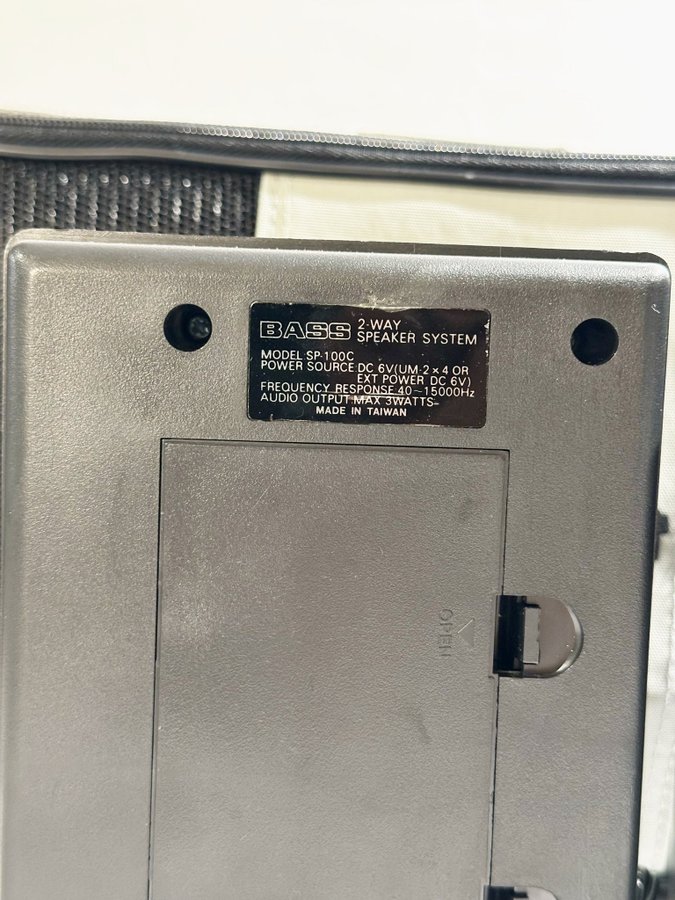 BASS 2-WAY
SPEAKER SYSTEM
MODEL SP-100C
POWER SOURCE DC 6V(UM-2×4 OR
EXT POWER DC 6V)
FREQUENCY RESPONSE 40~15000Hz
AUDIO OUTPUT MAX 3WATTS
MADE IN TAIWAN
OPEN